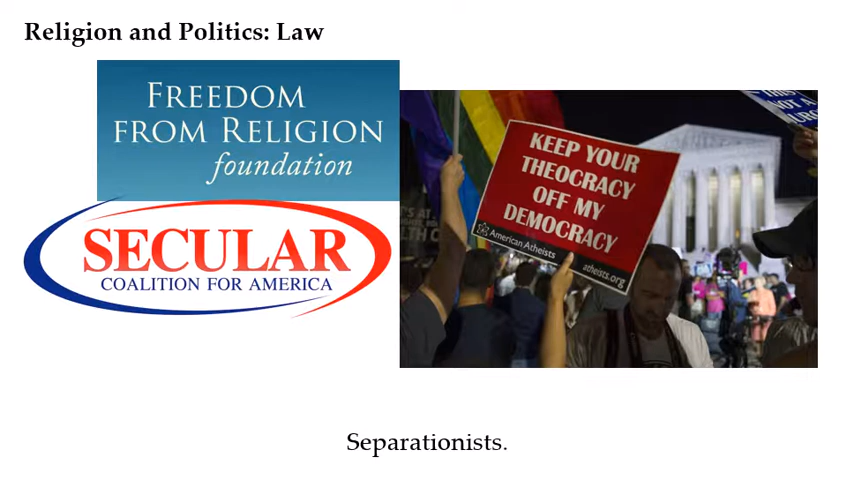 Religion and Politics: Law
FREEDOM
FROM RELIGION
foundation
SECULAR
COALITION FOR AMERICA
KEEP YOUR
THEOCRACY
OFF MY
DEMOCRACY
American Atheists
atheists.org
NOT A
Separationists.